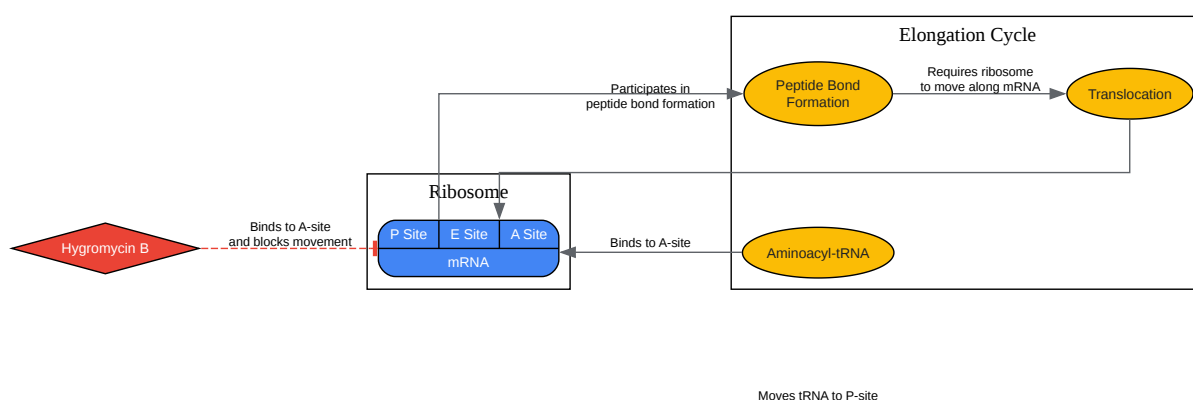 Elongation Cycle
Peptide Bond
Formation
Requires ribosome
to move along mRNA
Translocation
Participates in
peptide bond formation
Ribosome
P Site
E Site
A Site
mRNA
Hygromycin B
Binds to A-site
and blocks movement
Binds to A-site
Aminoacyl-tRNA
Moves tRNA to P-site